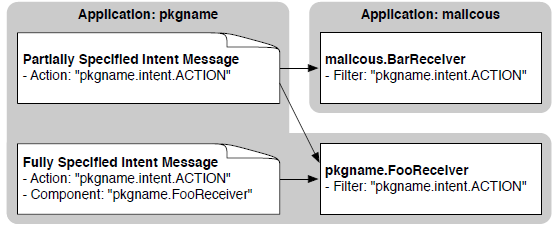 Application: pkgname
Application: malicous
Partially Specified Intent Message
- Action: "pkgname.intent.ACTION"
malicous.BarReceiver
- Filter: "pkgname.intent.ACTION"
Fully Specified Intent Message
- Action: "pkgname.intent.ACTION"
- Component: "pkgname.FooReceiver"
pkgname.FooReceiver
- Filter: "pkgname.intent.ACTION"